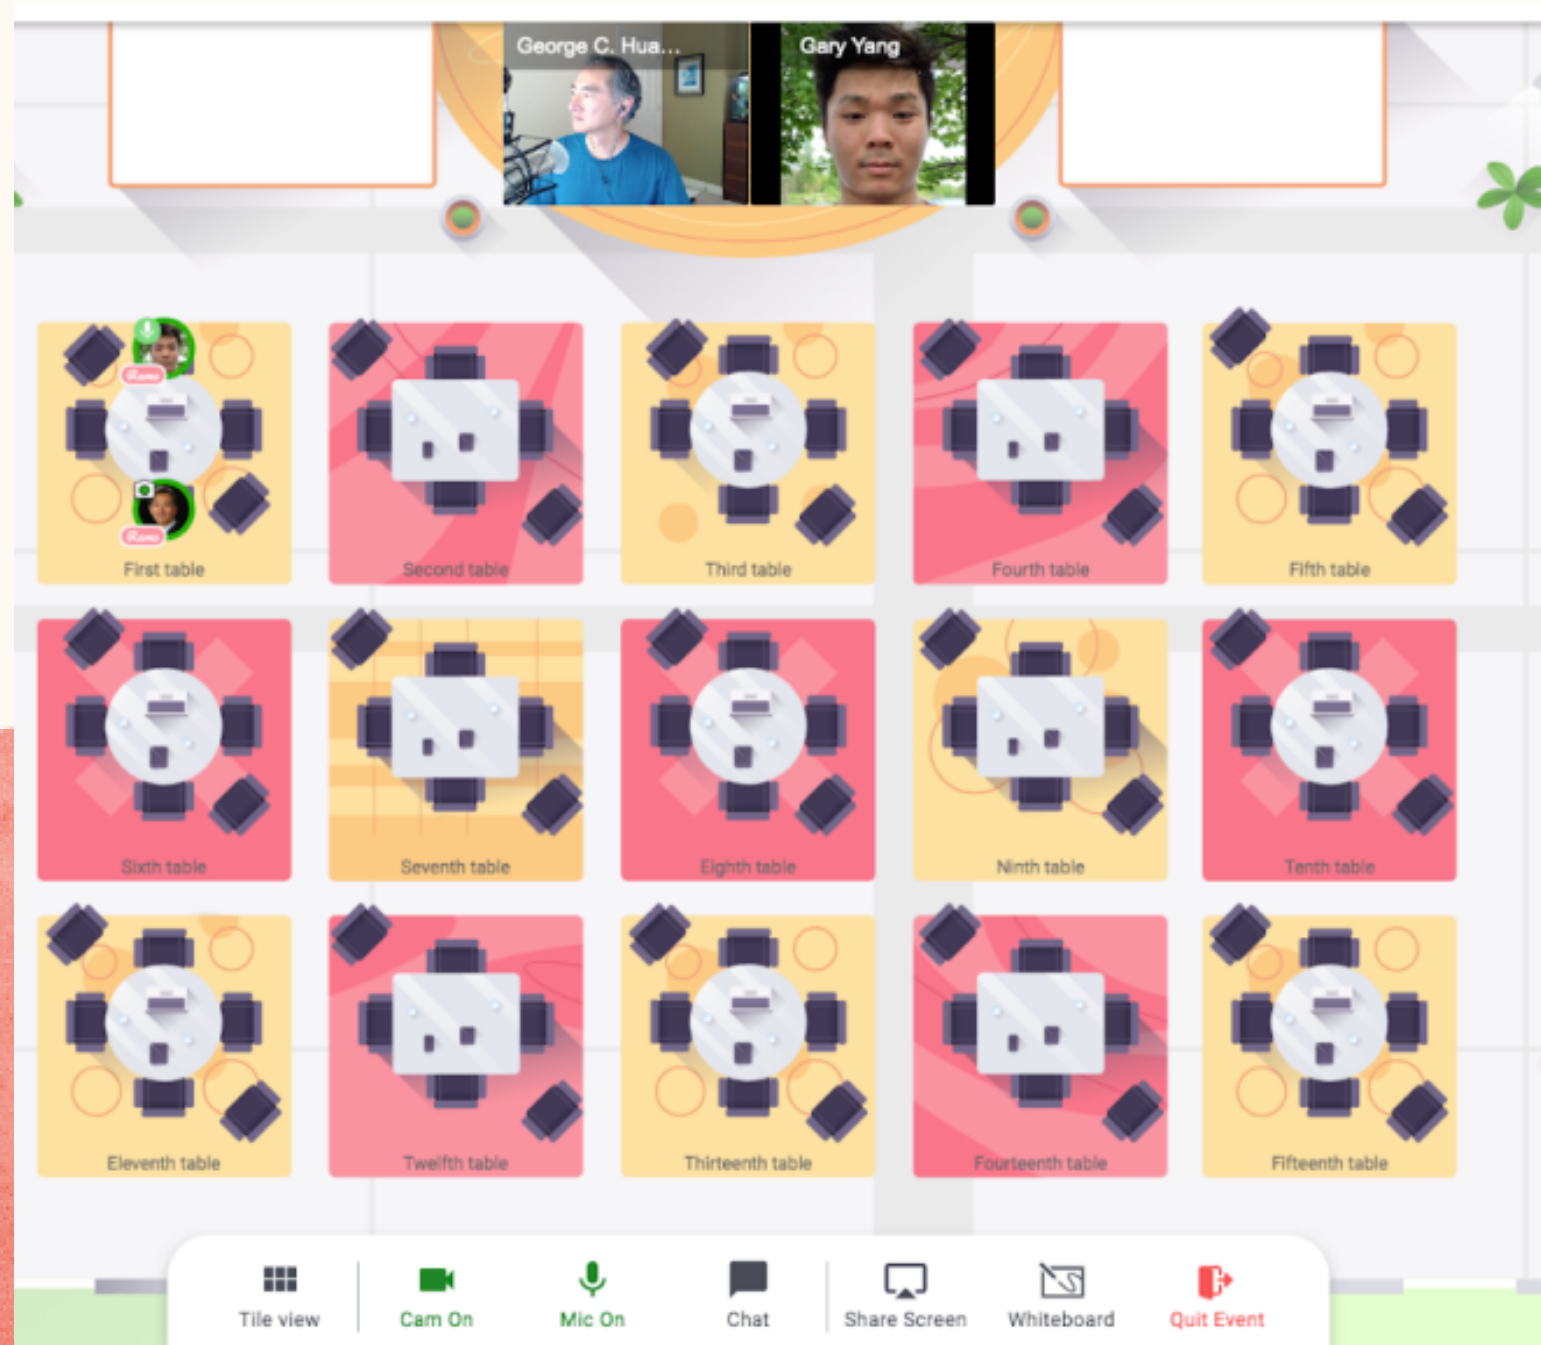 George C. Hua...
Gary Yang
Remo
Remo
First table
Second table
Third table
Fourth table
Fifth table
Sixth table
Seventh table
Eighth table
Ninth table
Tenth table
Eleventh table
Twelfth table
Thirteenth table
Fourteenth table
Fifteenth table
Tile view
Cam On
Mic On
Chat
Share Screen
Whiteboard
Quit Event